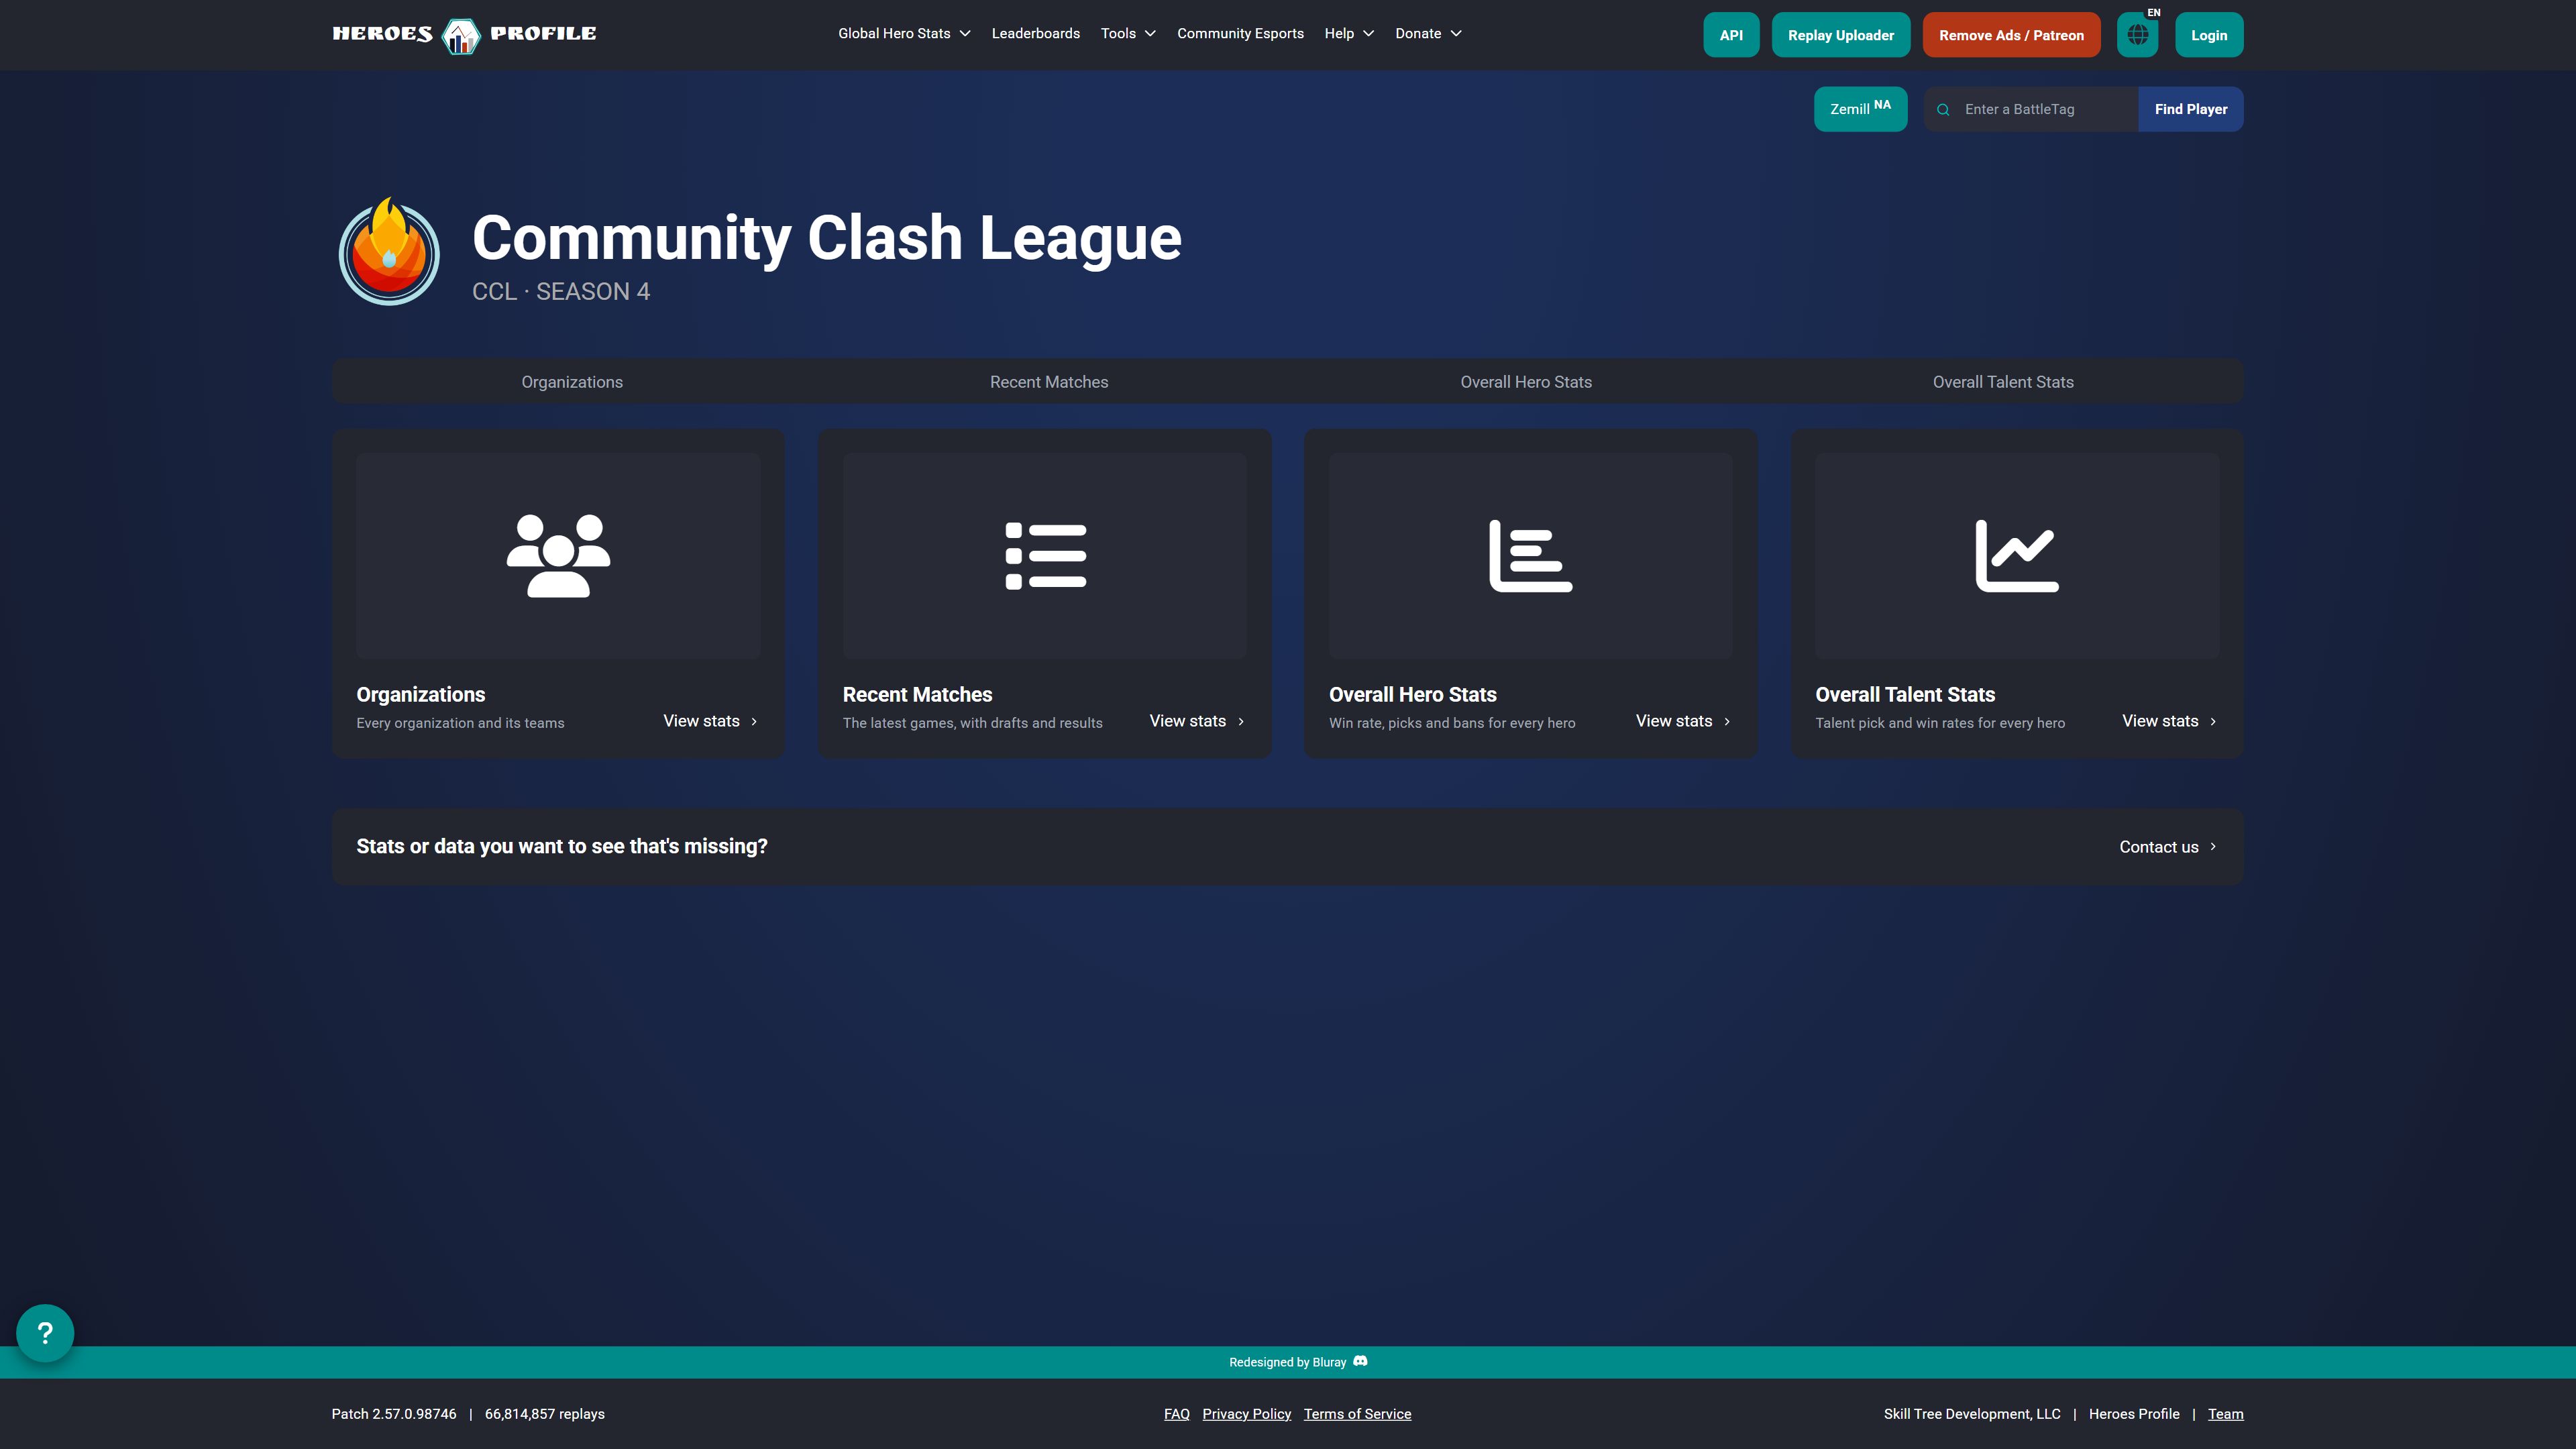 HEROES PROFILE
Global Hero Stats Leaderboards Tools Community Esports Help Donate
API Replay Uploader Remove Ads / Patreon EN Login
Zemill NA Enter a BattleTag Find Player
Community Clash League
CCL · SEASON 4
Organizations Recent Matches Overall Hero Stats Overall Talent Stats
Organizations
Every organization and its teams
View stats
Recent Matches
The latest games, with drafts and results
View stats
Overall Hero Stats
Win rate, picks and bans for every hero
View stats
Overall Talent Stats
Talent pick and win rates for every hero
View stats
Stats or data you want to see that's missing? Contact us
?
Redesigned by Bluray
Patch 2.57.0.98746 | 66,814,857 replays
FAQ Privacy Policy Terms of Service
Skill Tree Development, LLC | Heroes Profile | Team